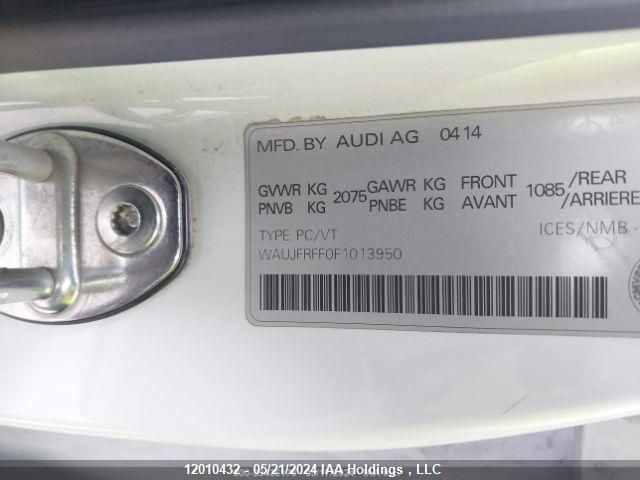 MFD. BY AUDI AG 04 14
GVWR KG 2075 GAWR KG FRONT 1085 /REAR
PNVB KG PNBE KG AVANT /ARRIERE
TYPE PC/VT ICES/NMB -
WAUJFRFF0F1013950
12010432 - 05/21/2024 IAA Holdings , LLC